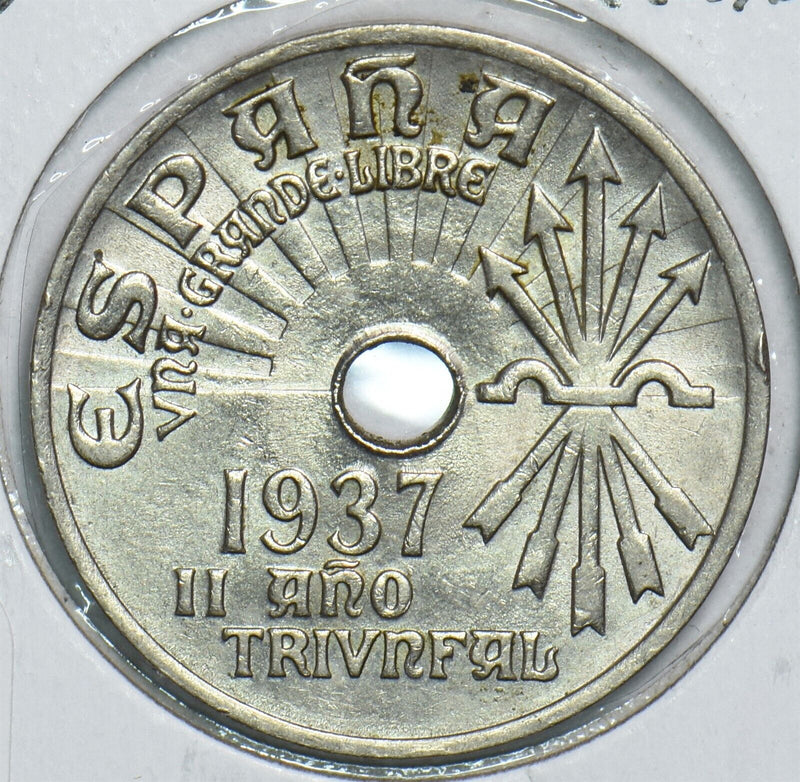 ESPAÑA
VNA·GRANDE·LIBRE
1937
II AÑO
TRIVNFAL